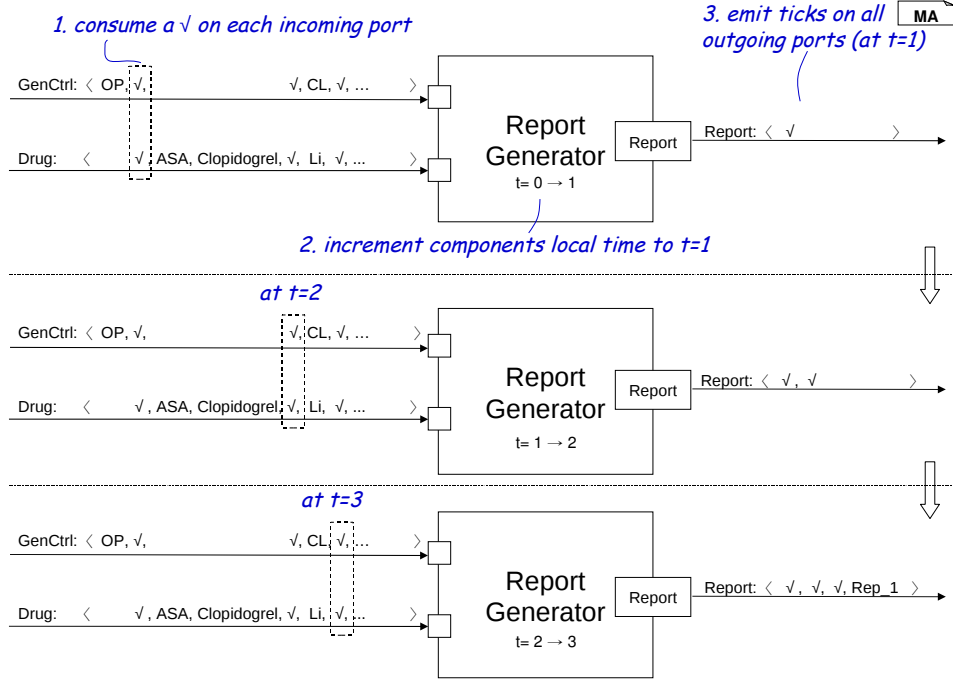 1. consume a √ on each incoming port
3. emit ticks on all
outgoing ports (at t=1)
MA
GenCtrl: 〈 OP, √, √, CL, √, … 〉
Drug: 〈 √ , ASA, Clopidogrel, √, Li, √, ... 〉
Report
Generator
t= 0 → 1
Report
Report: 〈 √ 〉
2. increment components local time to t=1
at t=2
GenCtrl: 〈 OP, √, √, CL, √, … 〉
Drug: 〈 √ , ASA, Clopidogrel, √, Li, √, ... 〉
Report
Generator
t= 1 → 2
Report
Report: 〈 √ , √ 〉
at t=3
GenCtrl: 〈 OP, √, √, CL, √, … 〉
Drug: 〈 √ , ASA, Clopidogrel, √, Li, √, ... 〉
Report
Generator
t= 2 → 3
Report
Report: 〈 √, √, √, Rep_1 〉